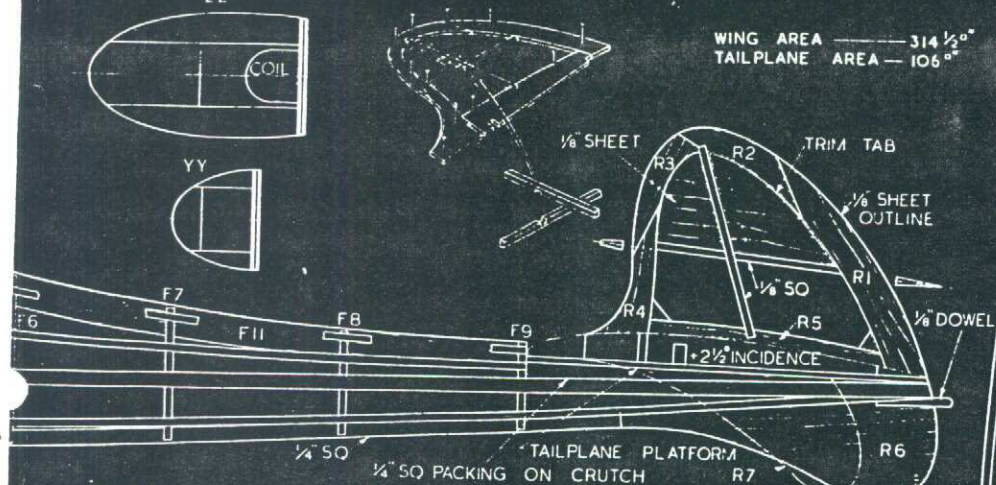 COIL
YY
WING AREA — 314 ½ □"
TAILPLANE AREA — 106 □"
⅛" SHEET
R3
R2
TRIM TAB
⅛" SHEET
OUTLINE
R1
⅛" SQ
⅛" DOWEL
R4
R5
+2½° INCIDENCE
F6
F7
F11
F8
F9
¼" SQ
¼" SQ PACKING ON CRUTCH
TAILPLANE PLATFORM
R7
R6